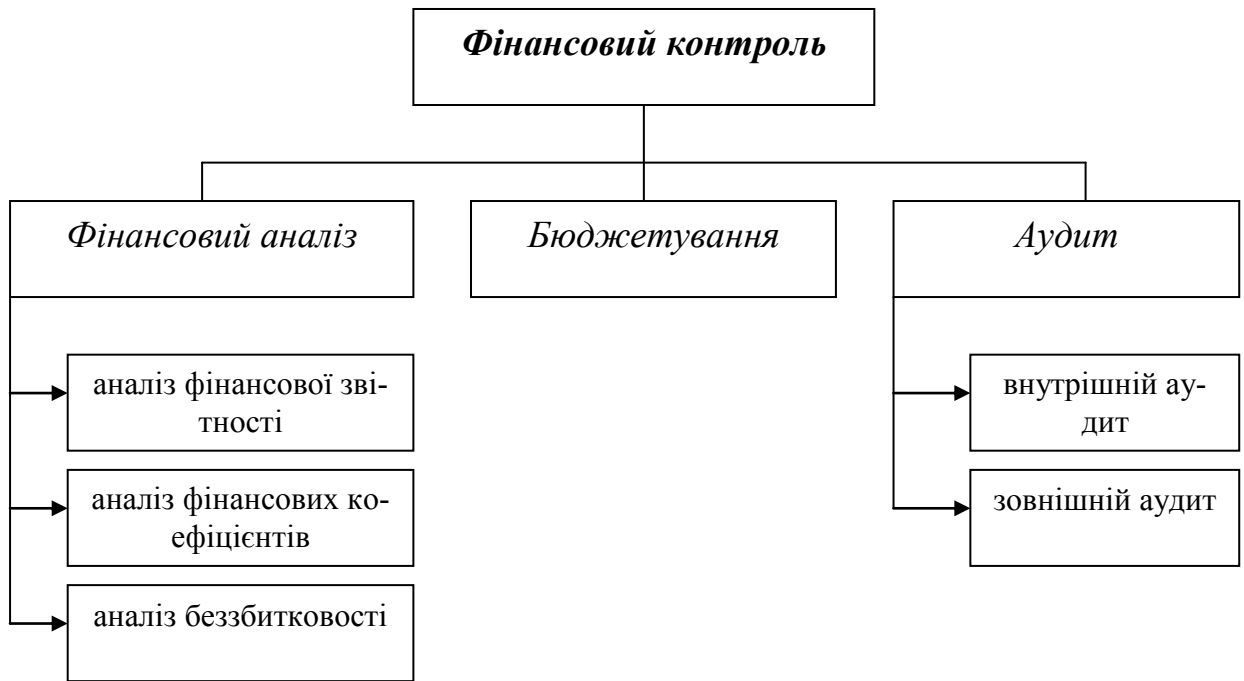 Фінансовий контроль
Фінансовий аналіз
Бюджетування
Аудит
аналіз фінансової зві-
тності
аналіз фінансових ко-
ефіцієнтів
аналіз беззбитковості
внутрішній ау-
дит
зовнішній аудит